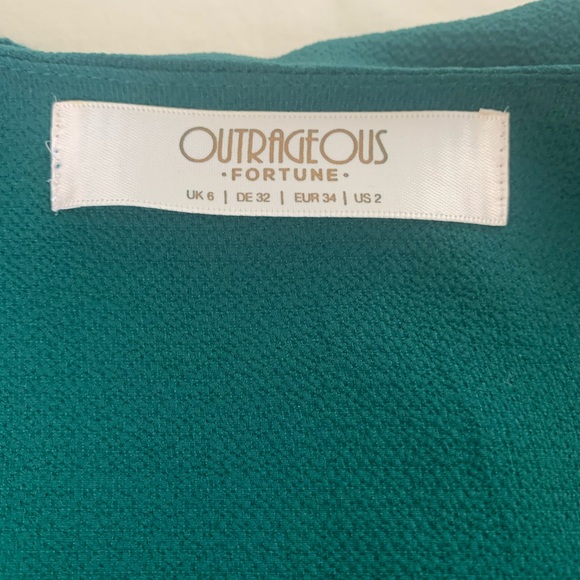 OUTRAGEOUS
• FORTUNE •
UK 6 | DE 32 | EUR 34 | US 2